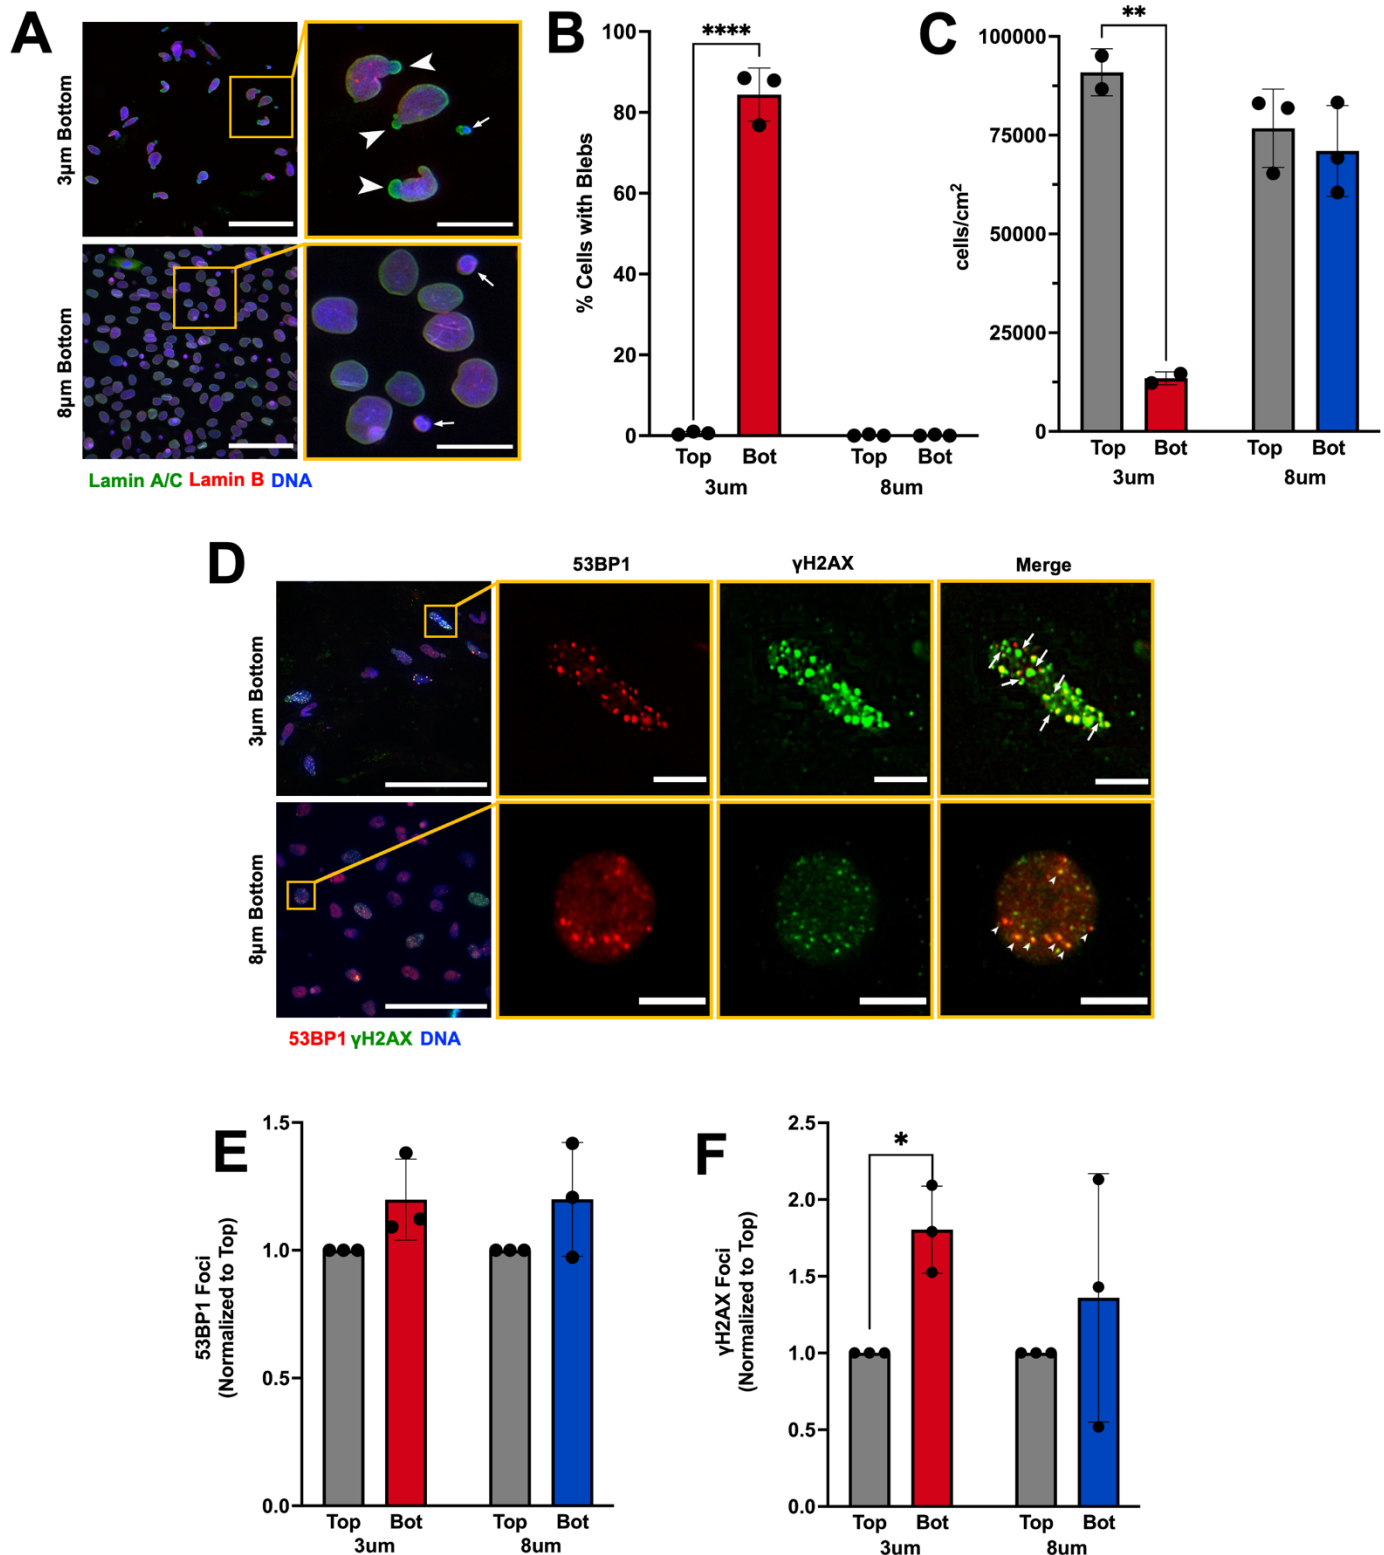 A
3µm Bottom
8µm Bottom
Lamin A/C Lamin B DNA
B
% Cells with Blebs
100
80
60
40
20
0
****
Top Bot Top Bot
3um 8um
C
cells/cm²
100000
75000
50000
25000
0
**
Top Bot Top Bot
3um 8um
D
53BP1 γH2AX Merge
3µm Bottom
8µm Bottom
53BP1 γH2AX DNA
E
53BP1 Foci
(Normalized to Top)
1.5
1.0
0.5
0.0
Top Bot Top Bot
3um 8um
F
γH2AX Foci
(Normalized to Top)
2.5
2.0
1.5
1.0
0.5
0.0
*
Top Bot Top Bot
3um 8um